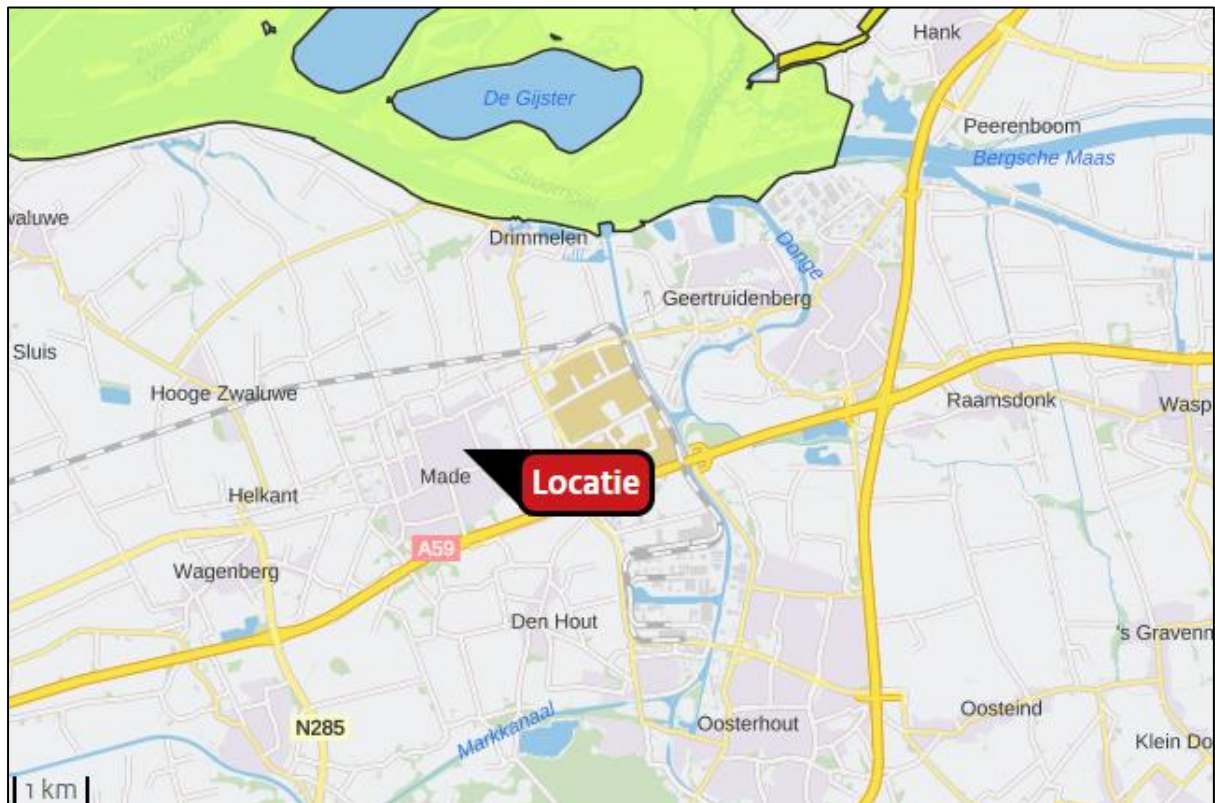 Hank
De Gijster
Peerenboom
Bergsche Maas
waluwe
Drimmelen
Donge
Geertruidenberg
Sluis
Hooge Zwaluwe
Raamsdonk
Wasp
Made
Locatie
Helkant
A59
Wagenberg
Den Hout
's Gravenm
Oosteind
N285
Markkanaal
Oosterhout
Klein Do
1 km